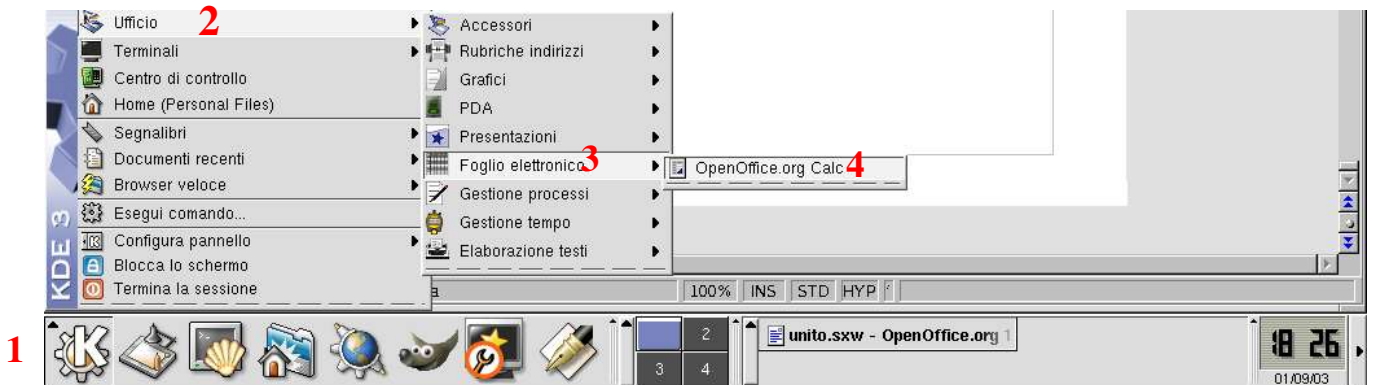 Ufficio 2
Terminali
Centro di controllo
Home (Personal Files)
Segnalibri
Documenti recenti
Browser veloce
Esegui comando...
Configura pannello
Blocca lo schermo
Termina la sessione
KDE 3
Accessori
Rubriche indirizzi
Grafici
PDA
Presentazioni
Foglio elettronico 3
Gestione processi
Gestione tempo
Elaborazione testi
OpenOffice.org Calc 4
a 100% INS STD HYP *
1
2
3 4
unito.sxw - OpenOffice.org 1
18 26
01/09/03